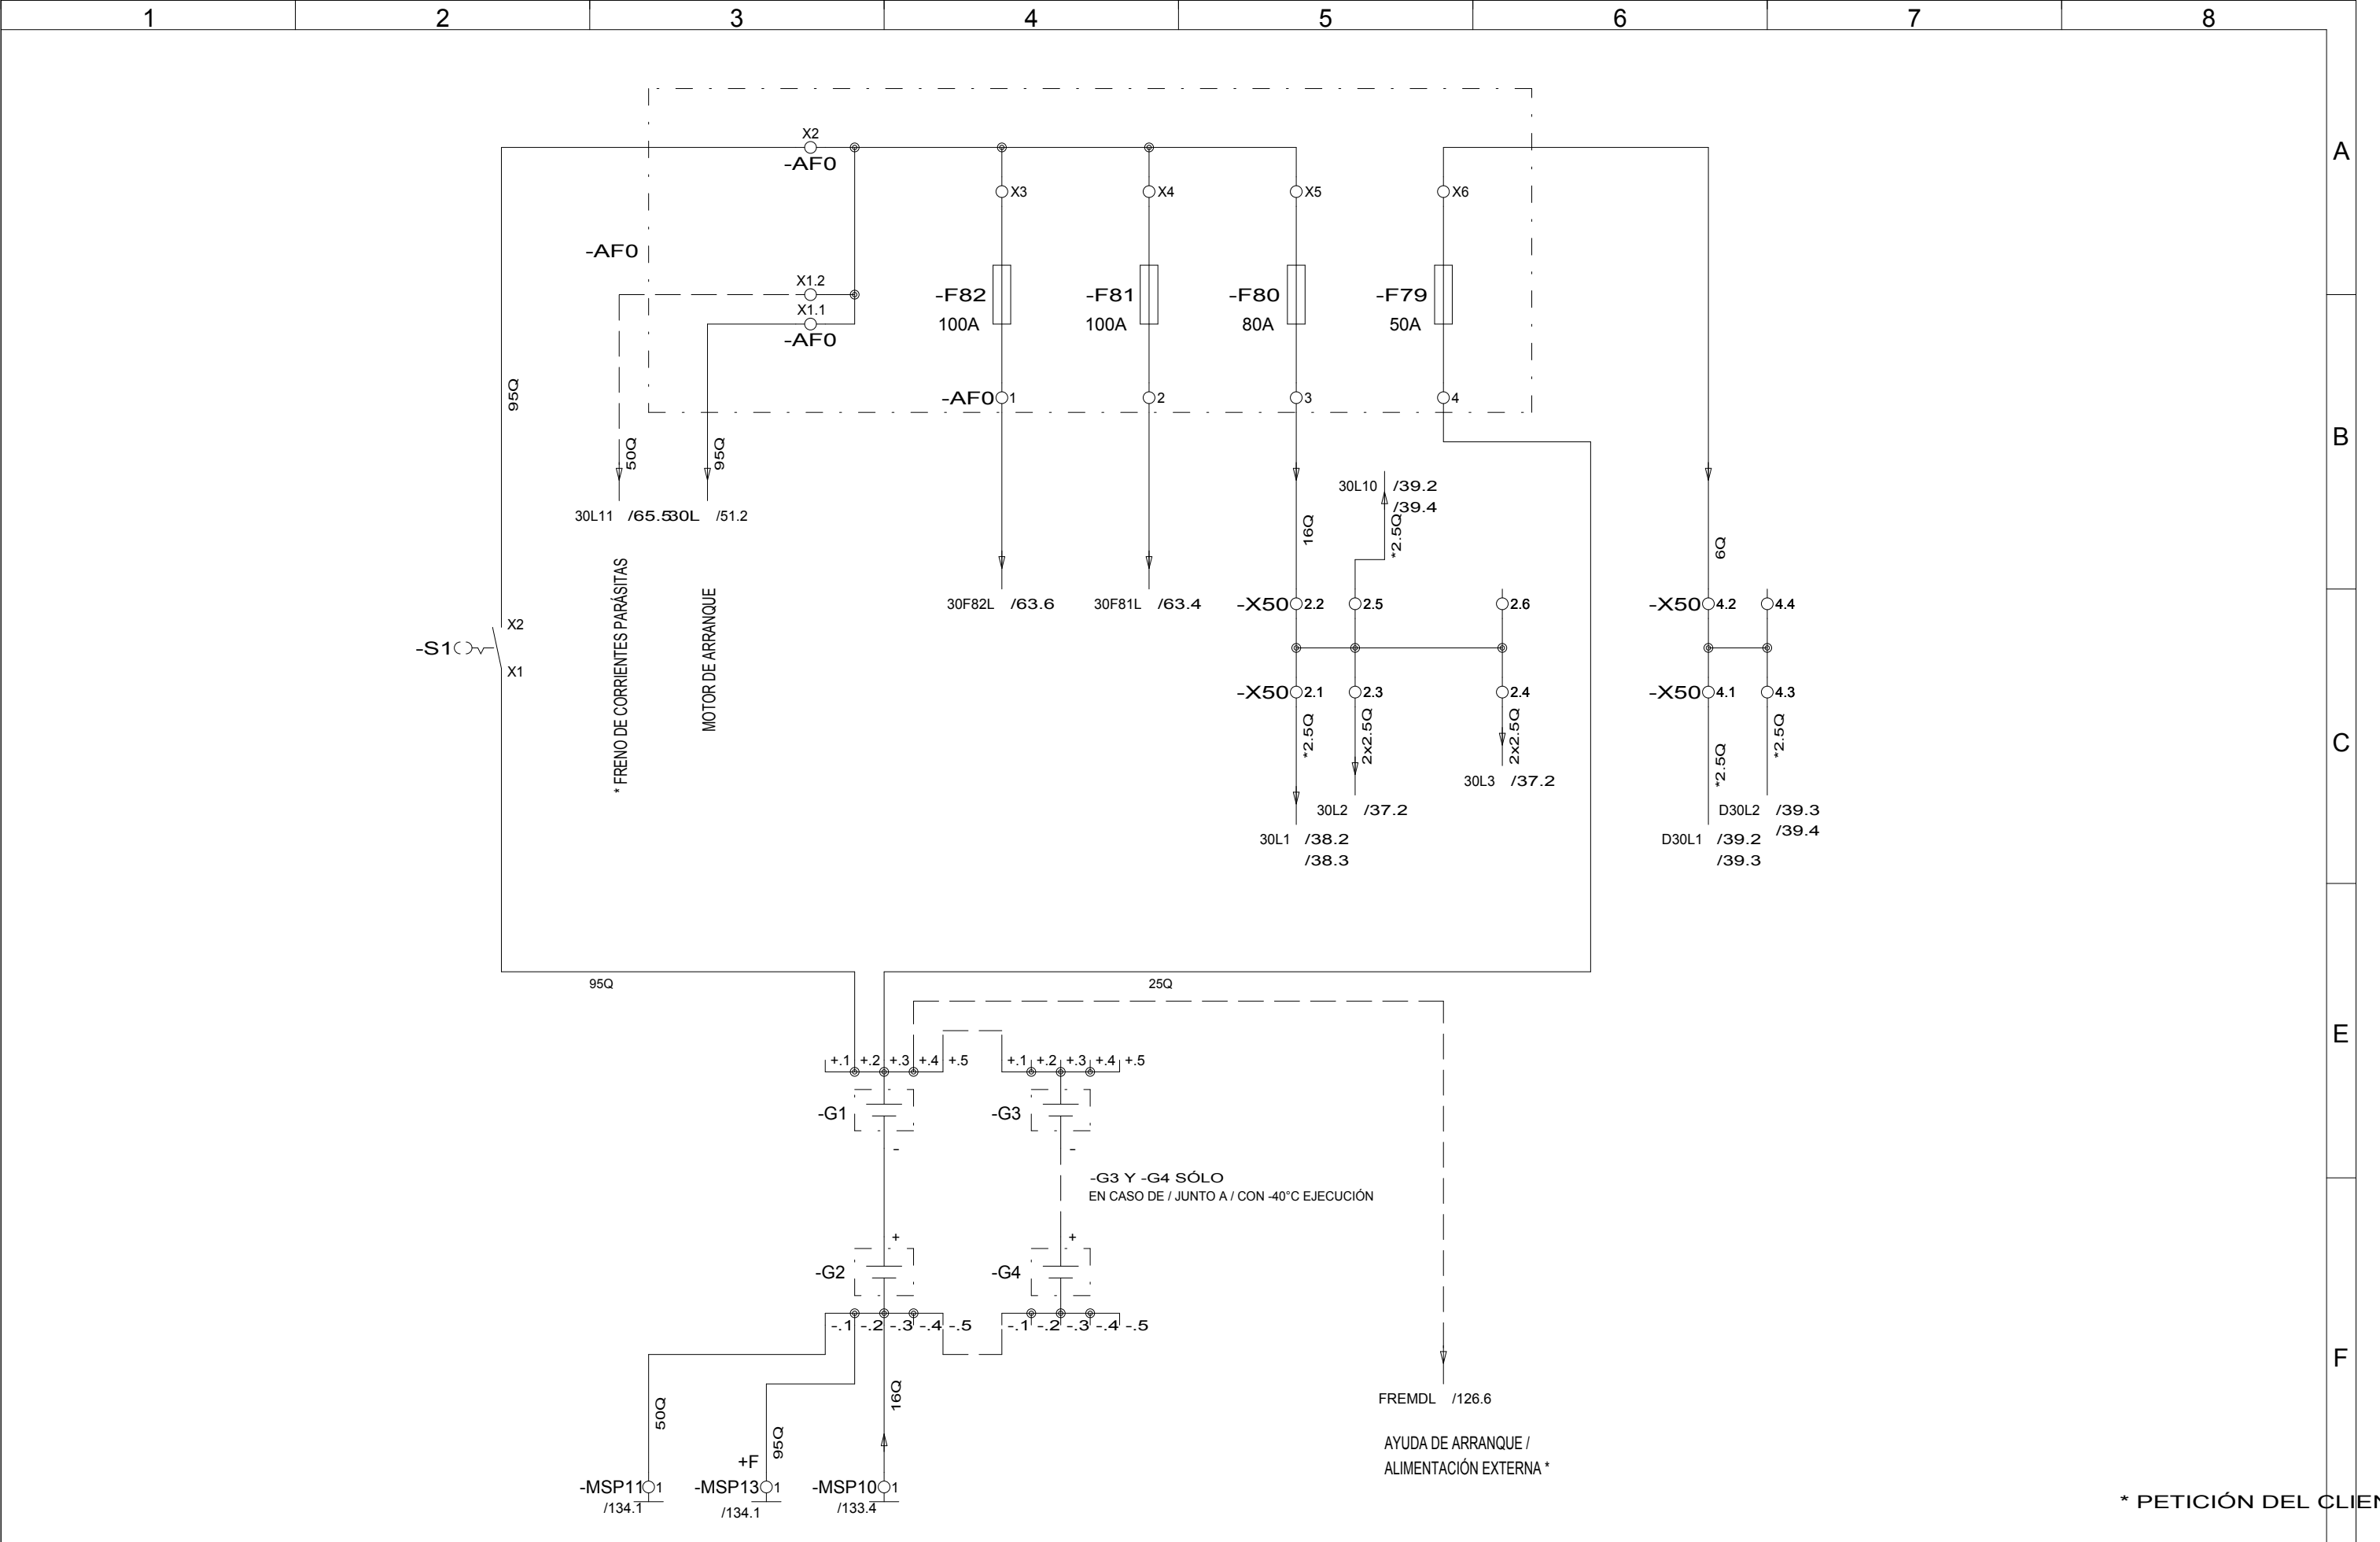 1 2 3 4 5 6 7 8
A
B
C
E
F
X2
-AF0
X3
X4
X5
X6
-AF0
X1.2
X1.1
-AF0
-F82
100A
-F81
100A
-F80
80A
-F79
50A
-AF0 1
2
3
4
95Q
50Q
95Q
30L11 /65.5
30L /51.2
* FRENO DE CORRIENTES PARÁSITAS
MOTOR DE ARRANQUE
30F82L /63.6
30F81L /63.4
16Q
30L10 /39.2
/39.4
*2.5Q
6Q
-X50 2.2
2.5
2.6
-X50 4.2
4.4
-S1
X2
X1
-X50 2.1
2.3
2.4
-X50 4.1
4.3
*2.5Q
2x2.5Q
2x2.5Q
*2.5Q
*2.5Q
30L3 /37.2
30L2 /37.2
30L1 /38.2
/38.3
D30L2 /39.3
/39.4
D30L1 /39.2
/39.3
95Q
25Q
+.1 +.2 +.3 +.4 +.5
+.1 +.2 +.3 +.4 +.5
-G1
-
-G3
-
-G3 Y -G4 SÓLO
EN CASO DE / JUNTO A / CON -40°C EJECUCIÓN
+
-G2
+
-G4
-.1 -.2 -.3 -.4 -.5
-.1 -.2 -.3 -.4 -.5
50Q
95Q
16Q
+F
-MSP11 1
/134.1
-MSP13 1
/134.1
-MSP10 1
/133.4
FREMDL /126.6
AYUDA DE ARRANQUE /
ALIMENTACIÓN EXTERNA *
* PETICIÓN DEL CLIEN